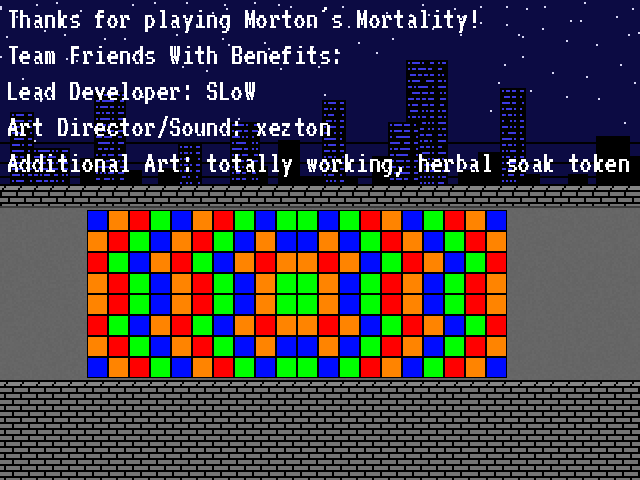 Thanks for playing Morton's Mortality!
Team Friends With Benefits:
Lead Developer: SLoW
Art Director/Sound: xezton
Additional Art: totally working, herbal soak token